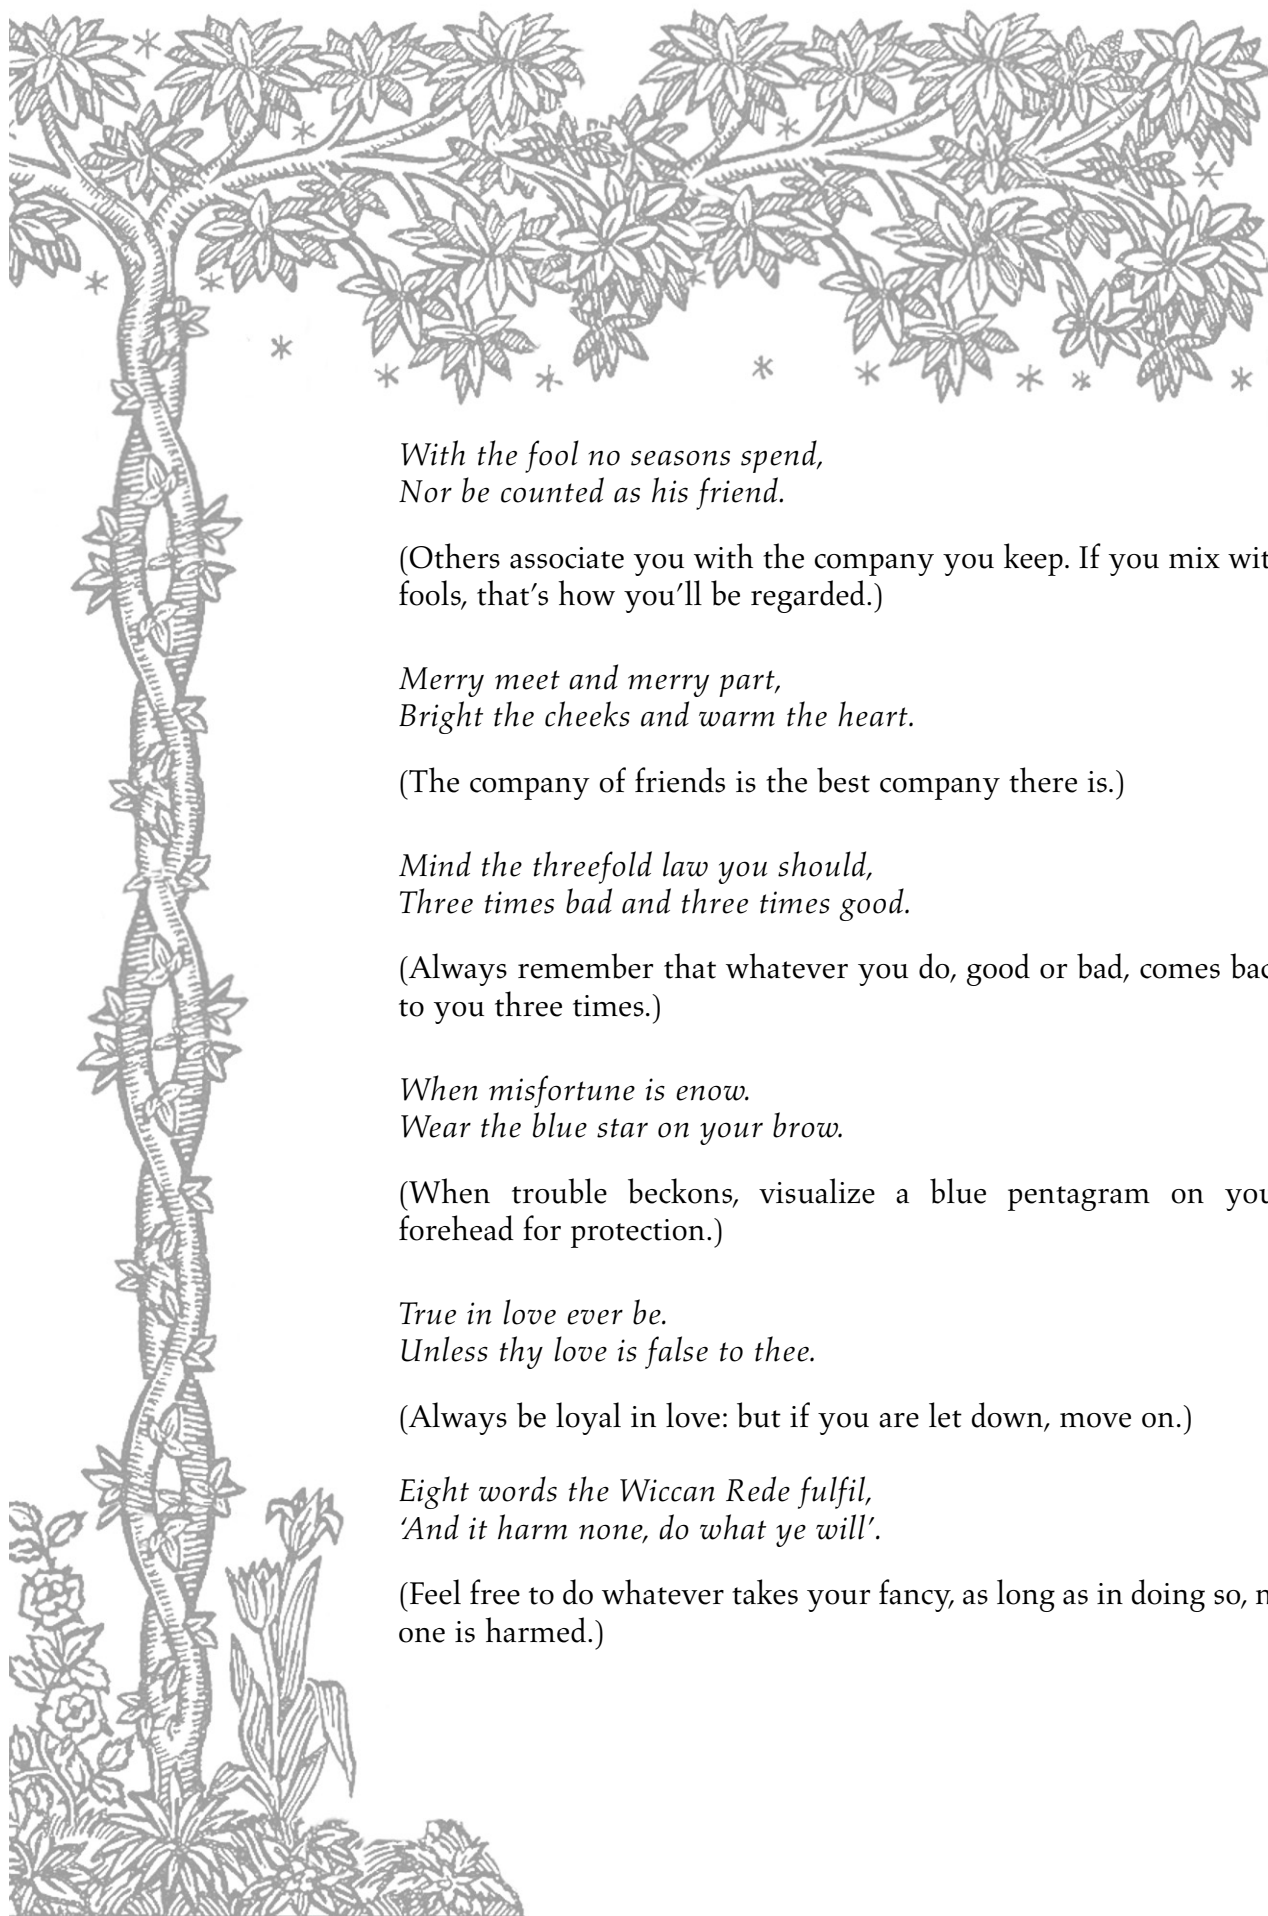 With the fool no seasons spend,
Nor be counted as his friend.
(Others associate you with the company you keep. If you mix wit
fools, that's how you'll be regarded.)
Merry meet and merry part,
Bright the cheeks and warm the heart.
(The company of friends is the best company there is.)
Mind the threefold law you should,
Three times bad and three times good.
(Always remember that whatever you do, good or bad, comes bac
to you three times.)
When misfortune is enow.
Wear the blue star on your brow.
(When trouble beckons, visualize a blue pentagram on you
forehead for protection.)
True in love ever be.
Unless thy love is false to thee.
(Always be loyal in love: but if you are let down, move on.)
Eight words the Wiccan Rede fulfil,
‘And it harm none, do what ye will’.
(Feel free to do whatever takes your fancy, as long as in doing so, n
one is harmed.)